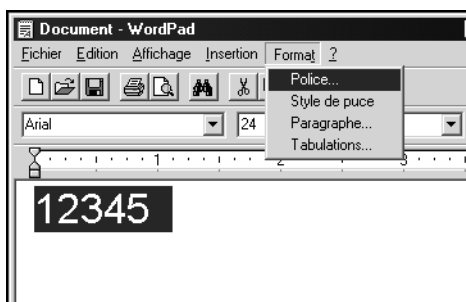 Document - WordPad
Fichier Edition Affichage Insertion Format ?
Police...
Style de puce
Arial 24 Paragraphe...
Tabulations...
1 2 3
12345